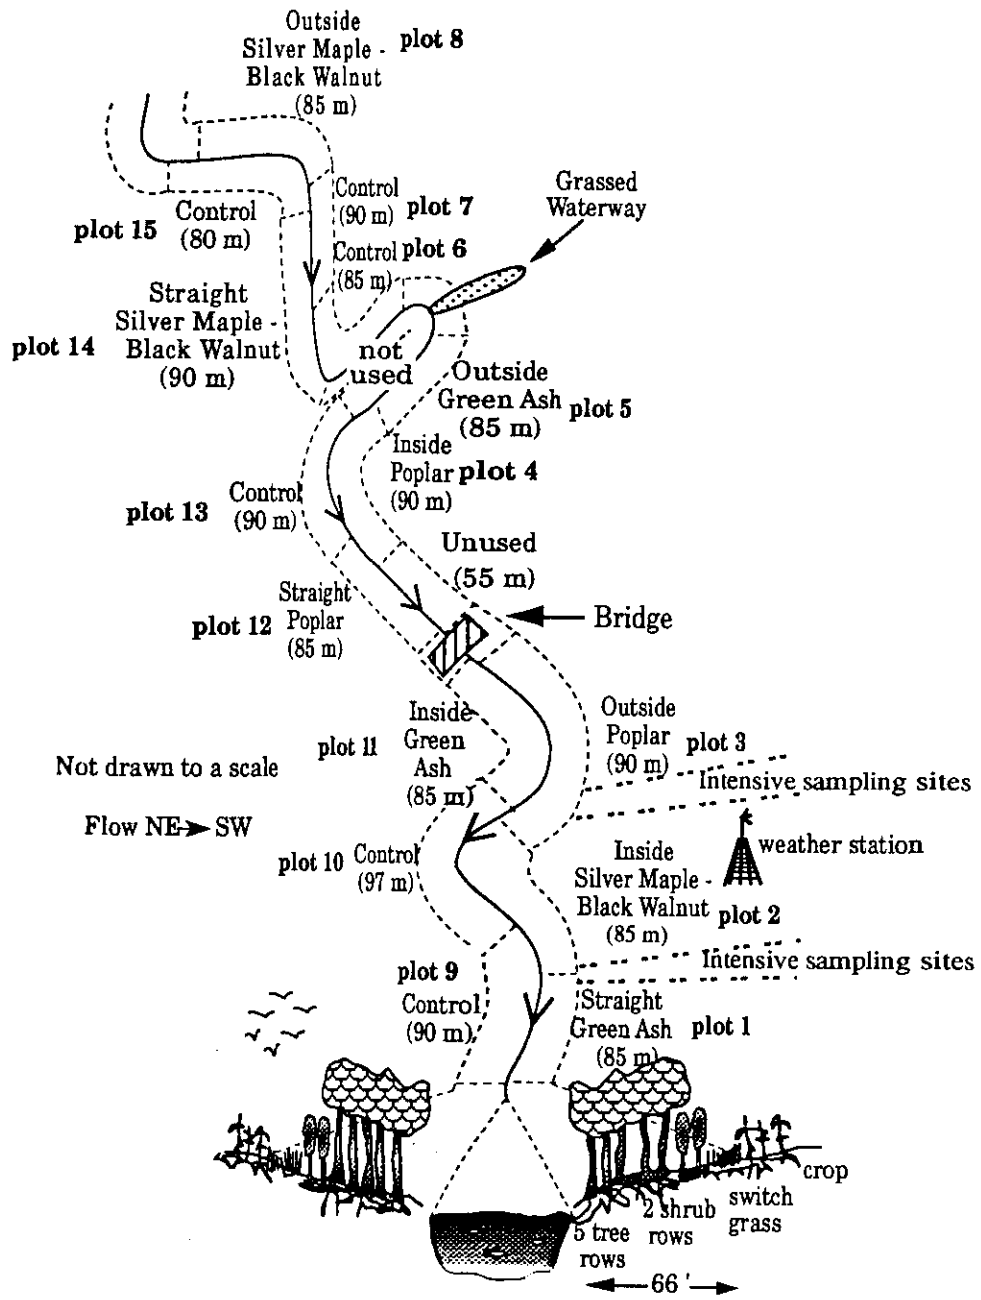 Outside
Silver Maple -
Black Walnut
(85 m)
plot 8
Control
(90 m)
plot 7
Grassed
Waterway
plot 15
Control
(80 m)
Control
(85 m)
plot 6
Straight
Silver Maple -
Black Walnut
(90 m)
plot 14
not
used
Outside
Green Ash
(85 m)
plot 5
Inside
Poplar
(90 m)
plot 4
Control
(90 m)
plot 13
Unused
(55 m)
Straight
Poplar
(85 m)
plot 12
Bridge
Inside
Green
Ash
(85 m)
plot 11
Outside
Poplar
(90 m)
plot 3
Not drawn to a scale
Intensive sampling sites
Flow NE SW
weather station
plot 10
Control
(97 m)
Inside
Silver Maple -
Black Walnut
(85 m)
plot 2
Intensive sampling sites
plot 9
Control
(90 m)
Straight
Green Ash
(85 m)
plot 1
crop
switch
grass
2 shrub
rows
5 tree
rows
66 '